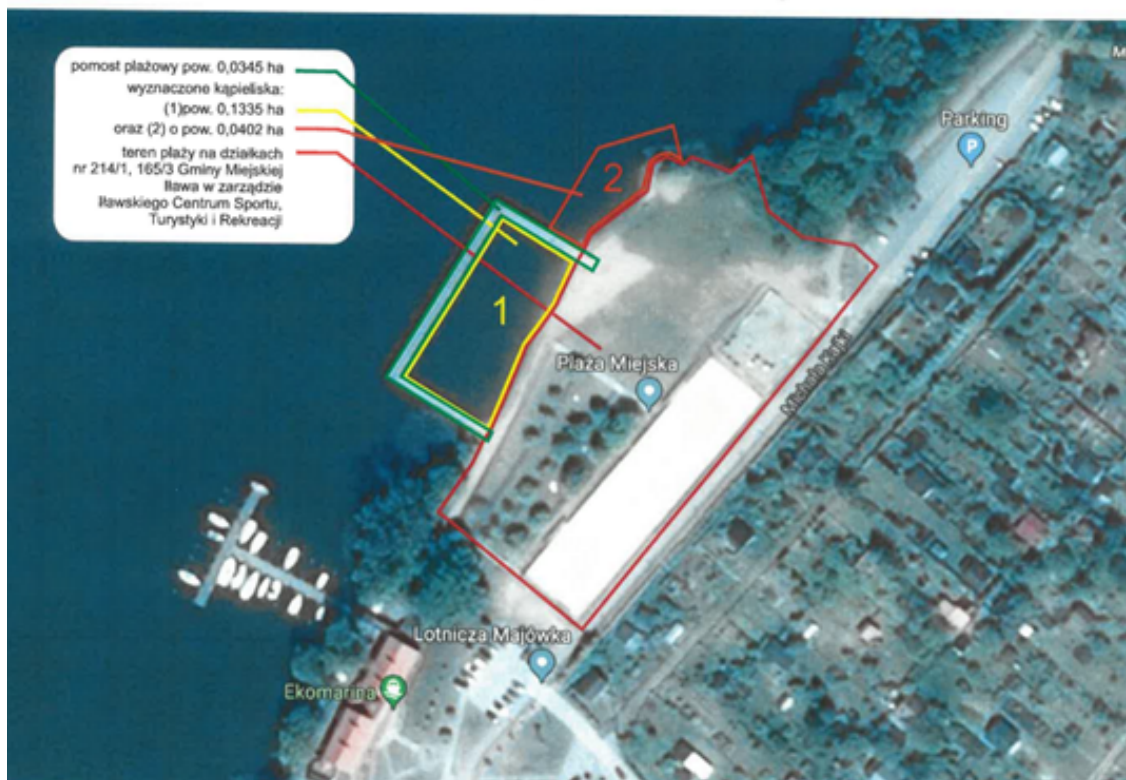 pomost plażowy pow. 0,0345 ha
wyznaczone kąpieliska:
(1)pow. 0,1335 ha
oraz (2) o pow. 0,0402 ha
teren plaży na działkach
nr 214/1, 165/3 Gminy Miejskiej
Iława w zarządzie
Iławskiego Centrum Sportu,
Turystyki i Rekreacji
M
Parking
P
2
1
Plaża Miejska
Michała Kajki
Lotnicza Majówka
Ekomarina